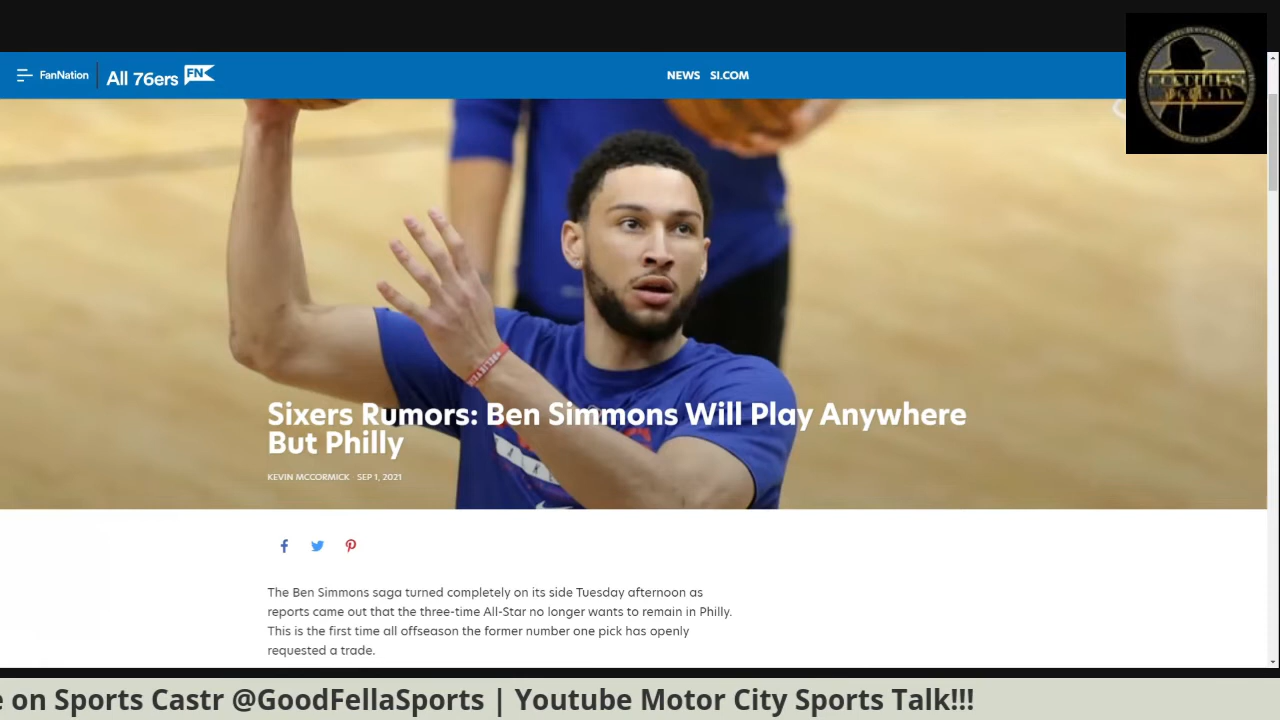 FanNation
All 76ers FN
NEWS SI.COM
GOODFELLA'S
SPORTS TV
Sixers Rumors: Ben Simmons Will Play Anywhere
But Philly
KEVIN MCCORMICK · SEP 1, 2021
The Ben Simmons saga turned completely on its side Tuesday afternoon as
reports came out that the three-time All-Star no longer wants to remain in Philly.
This is the first time all offseason the former number one pick has openly
requested a trade.
e on Sports Castr @GoodFellaSports | Youtube Motor City Sports Talk!!!